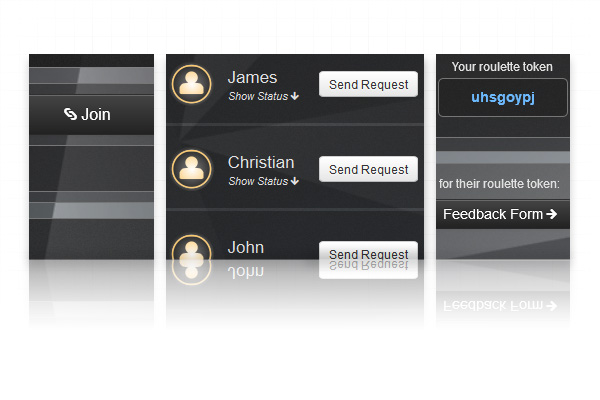 Join
James
Send Request
Show Status
Christian
Send Request
Show Status
John
Send Request
Your roulette token
uhsgoypj
for their roulette token:
Feedback Form